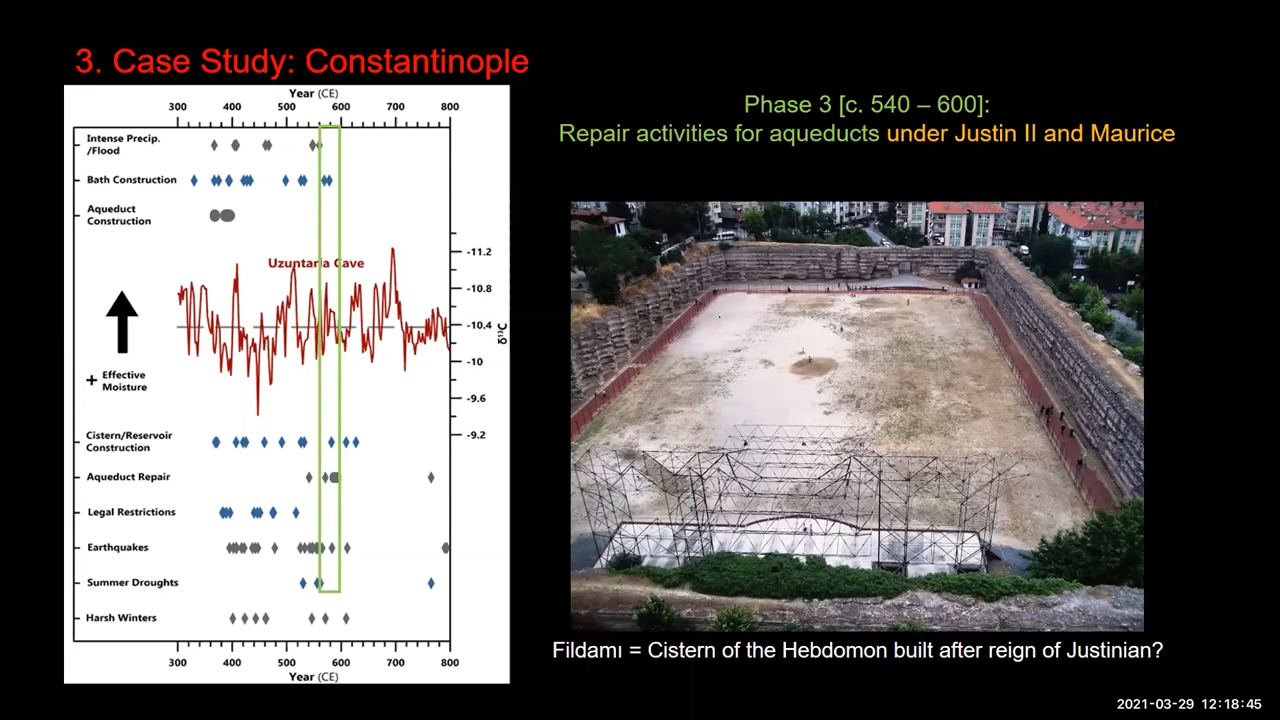 3. Case Study: Constantinople
Year (CE)
300 400 500 600 700 800
Intense Precip.
/Flood
Bath Construction
Aqueduct
Construction
Uzuntarla Cave
-11.2
-10.8
-10.4
-10
-9.6
-9.2
δ¹³C
+ Effective
Moisture
Cistern/Reservoir
Construction
Aqueduct Repair
Legal Restrictions
Earthquakes
Summer Droughts
Harsh Winters
300 400 500 600 700 800
Year (CE)
Phase 3 [c. 540 – 600]:
Repair activities for aqueducts under Justin II and Maurice
Fildamı = Cistern of the Hebdomon built after reign of Justinian?
2021-03-29 12:18:45